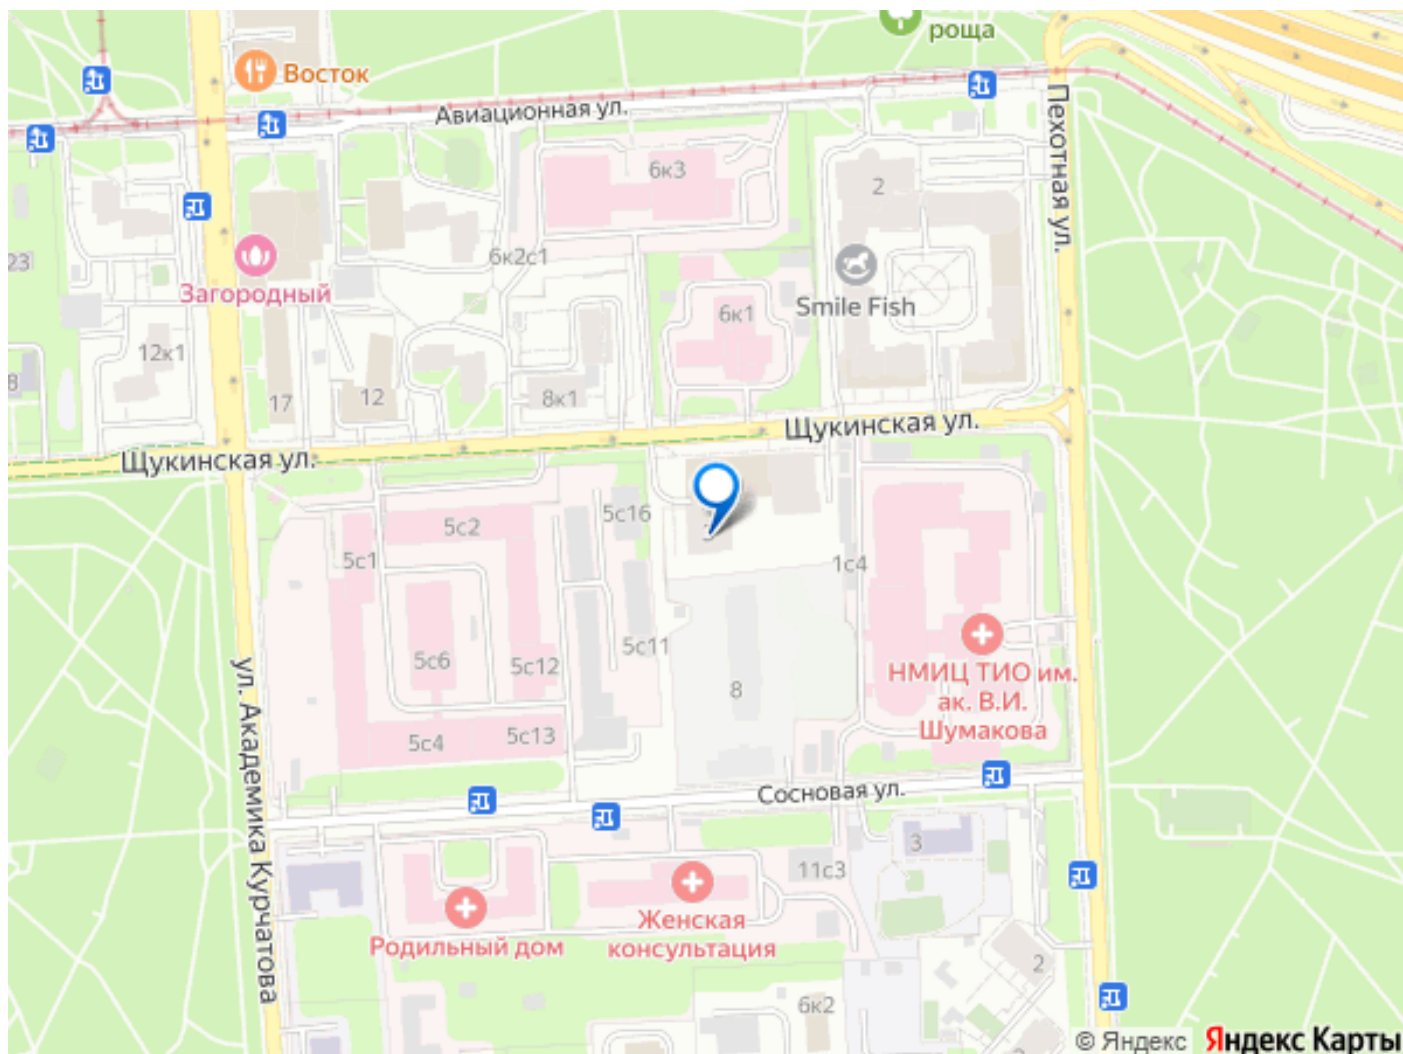 роща
Восток
Авиационная ул.
Пехотная ул.
6к3
2
23
6к2с1
Загородный
Smile Fish
6к1
12к1
8
17
12
8к1
Щукинская ул.
Щукинская ул.
5с16
5с2
5с1
1с4
5с11
5с6
5с12
НМИЦ ТИО им.
ак. В.И.
Шумакова
8
5с4
5с13
ул. Академика Курчатова
Сосновая ул.
3
11с3
Женская
консультация
Родильный дом
2
6к2
© Яндекс Яндекс Карты